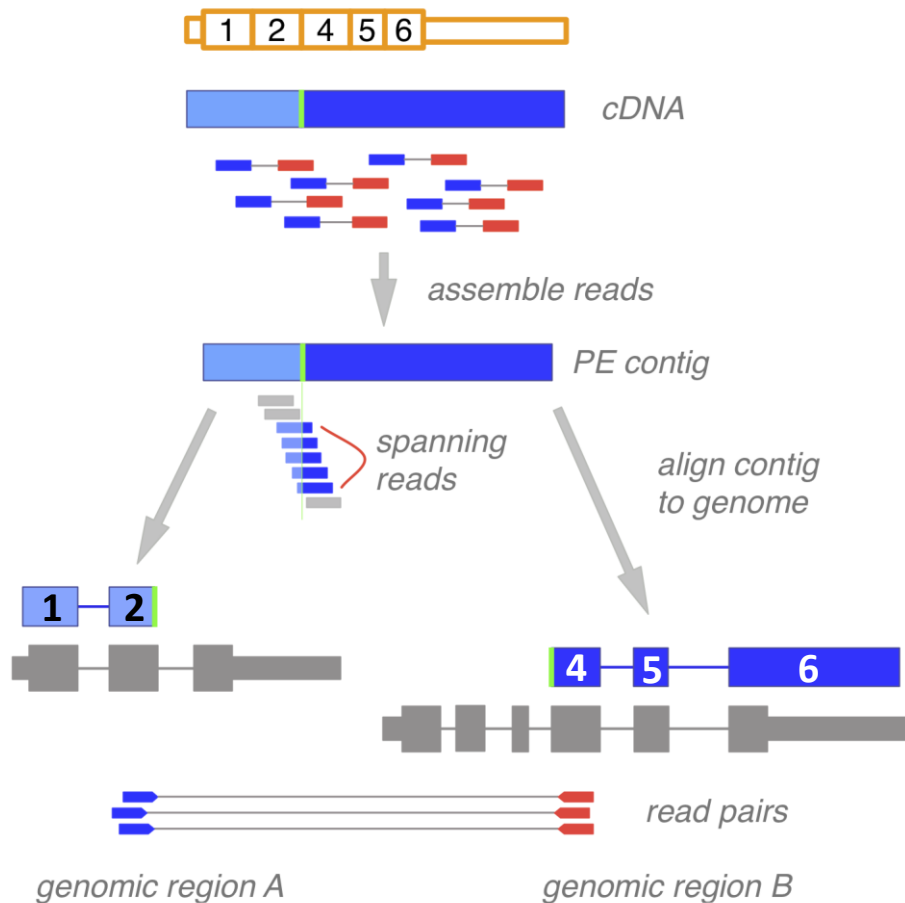 1 2 4 5 6
cDNA
assemble reads
PE contig
spanning
reads
align contig
to genome
1 2
4 5 6
read pairs
genomic region A
genomic region B